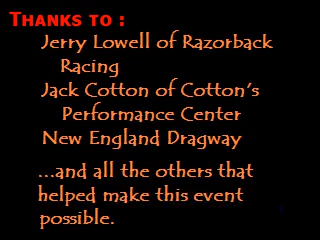 THANKS TO :
Jerry Lowell of Razorback
Racing
Jack Cotton of Cotton's
Performance Center
New England Dragway
...and all the others that
helped make this event
possible.